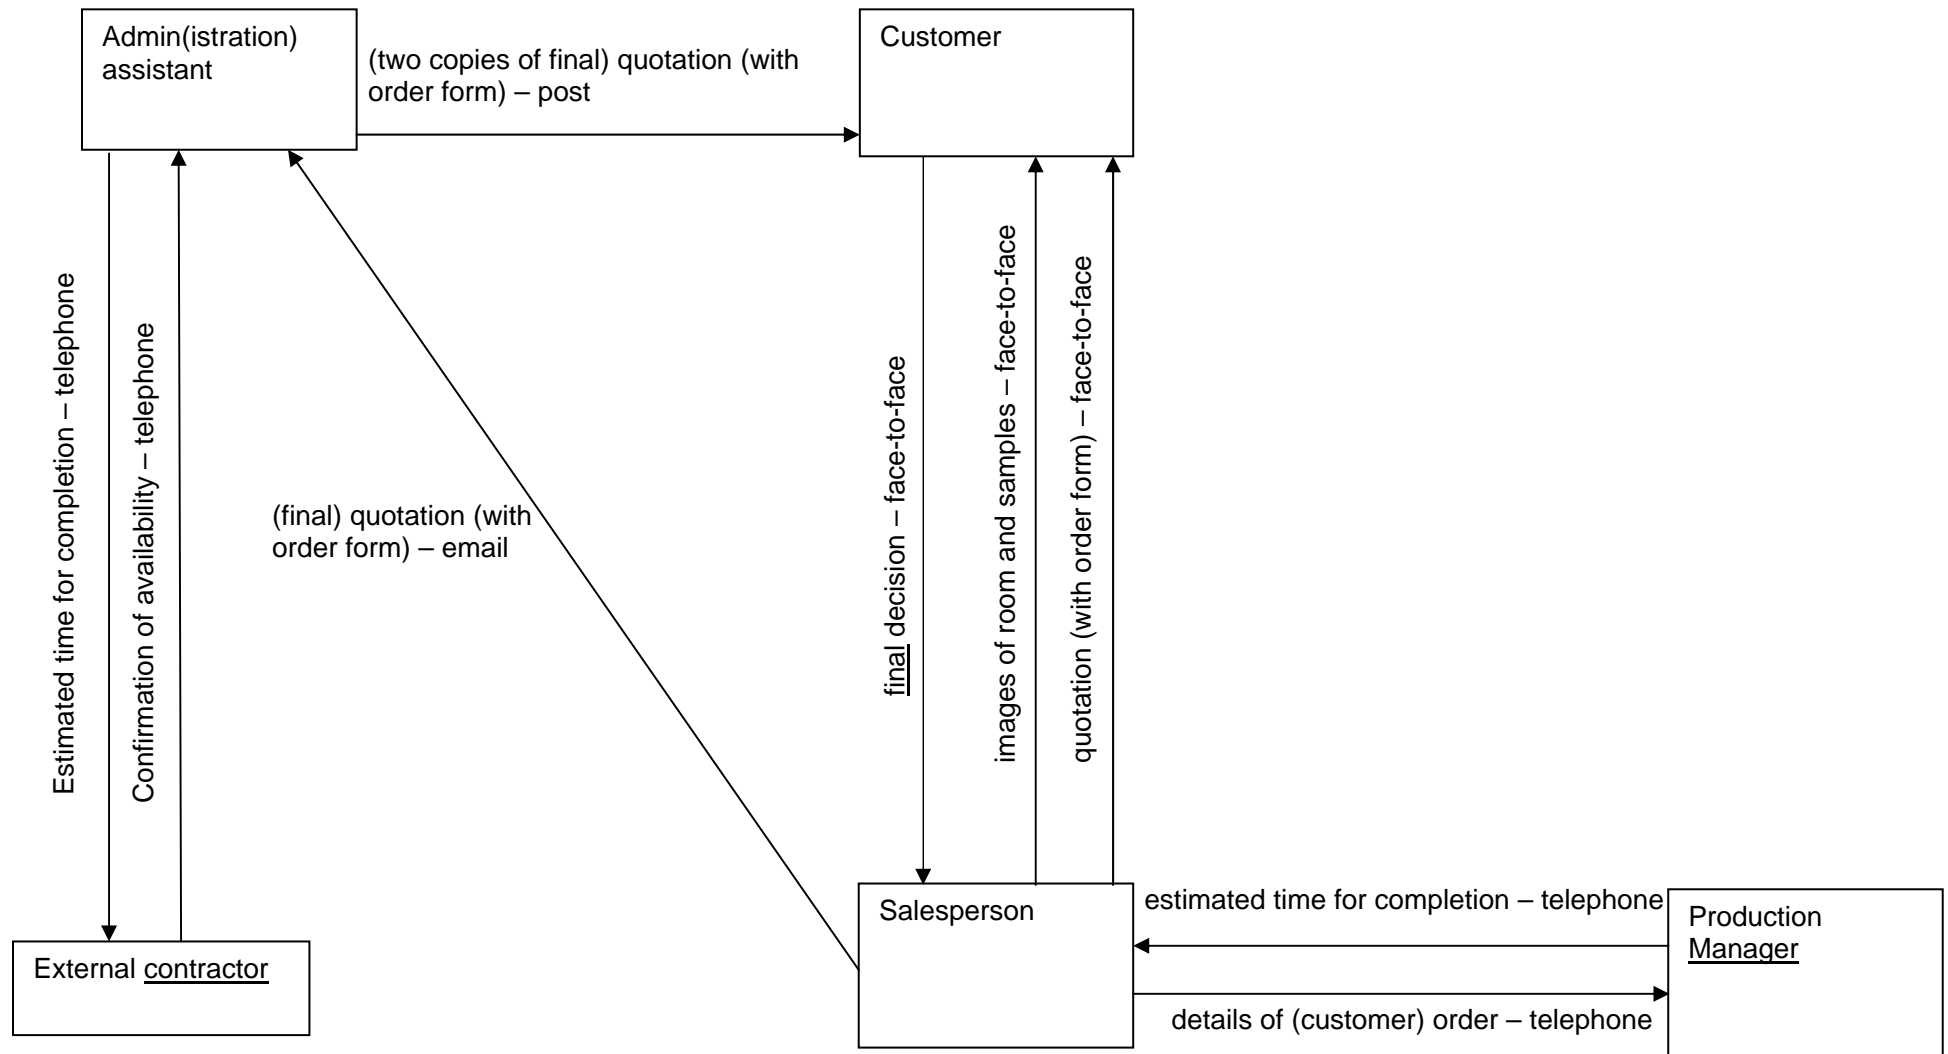 Admin(istration)
assistant
(two copies of final) quotation (with
order form) – post
Customer
Estimated time for completion – telephone
Confirmation of availability – telephone
(final) quotation (with
order form) – email
final decision – face-to-face
images of room and samples – face-to-face
quotation (with order form) – face-to-face
External contractor
Salesperson
estimated time for completion – telephone
details of (customer) order – telephone
Production
Manager